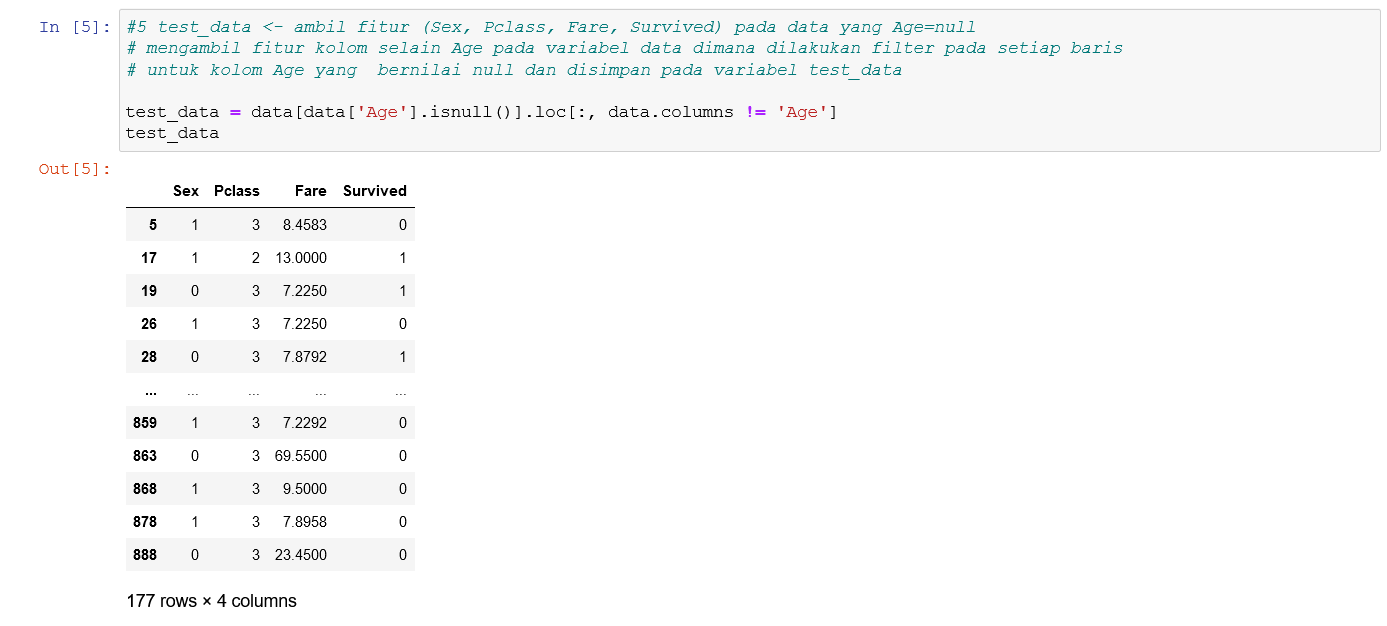 In [5]: #5 test_data <- ambil fitur (Sex, Pclass, Fare, Survived) pada data yang Age=null
# mengambil fitur kolom selain Age pada variabel data dimana dilakukan filter pada setiap baris
# untuk kolom Age yang  bernilai null dan disimpan pada variabel test_data
test_data = data[data['Age'].isnull()].loc[:, data.columns != 'Age']
test_data
Out[5]:
Sex Pclass Fare Survived
5 1 3 8.4583 0
17 1 2 13.0000 1
19 0 3 7.2250 1
26 1 3 7.2250 0
28 0 3 7.8792 1
... ... ... ... ...
859 1 3 7.2292 0
863 0 3 69.5500 0
868 1 3 9.5000 0
878 1 3 7.8958 0
888 0 3 23.4500 0
177 rows × 4 columns